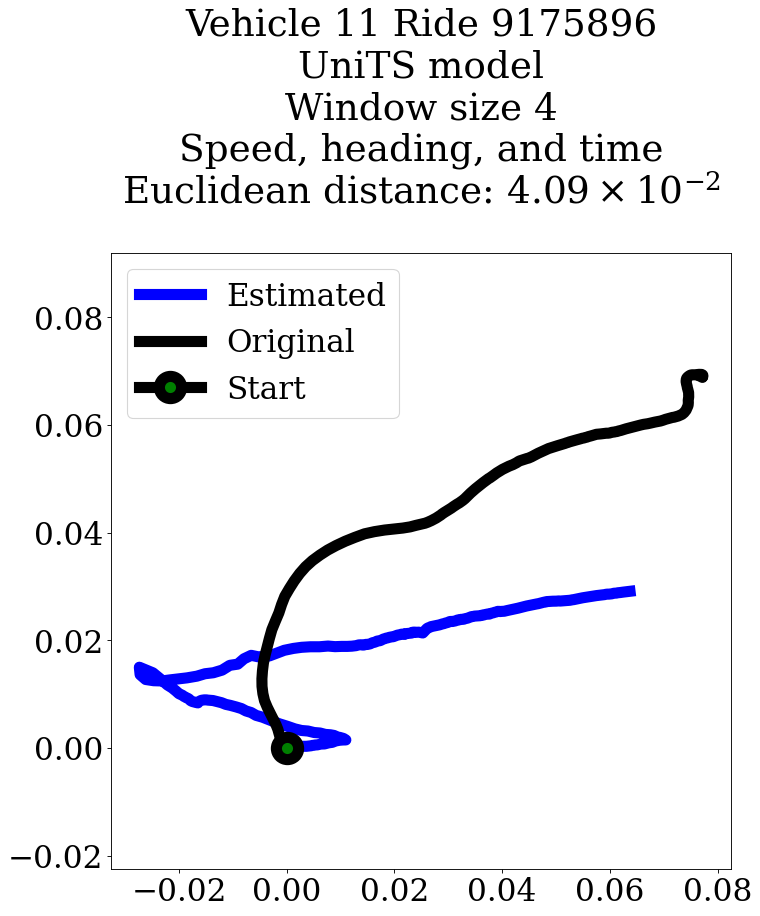 Vehicle 11 Ride 9175896
UniTS model
Window size 4
Speed, heading, and time
Euclidean distance: 4.09 × 10⁻²
Estimated
Original
Start
0.08
0.06
0.04
0.02
0.00
−0.02
−0.02 0.00 0.02 0.04 0.06 0.08